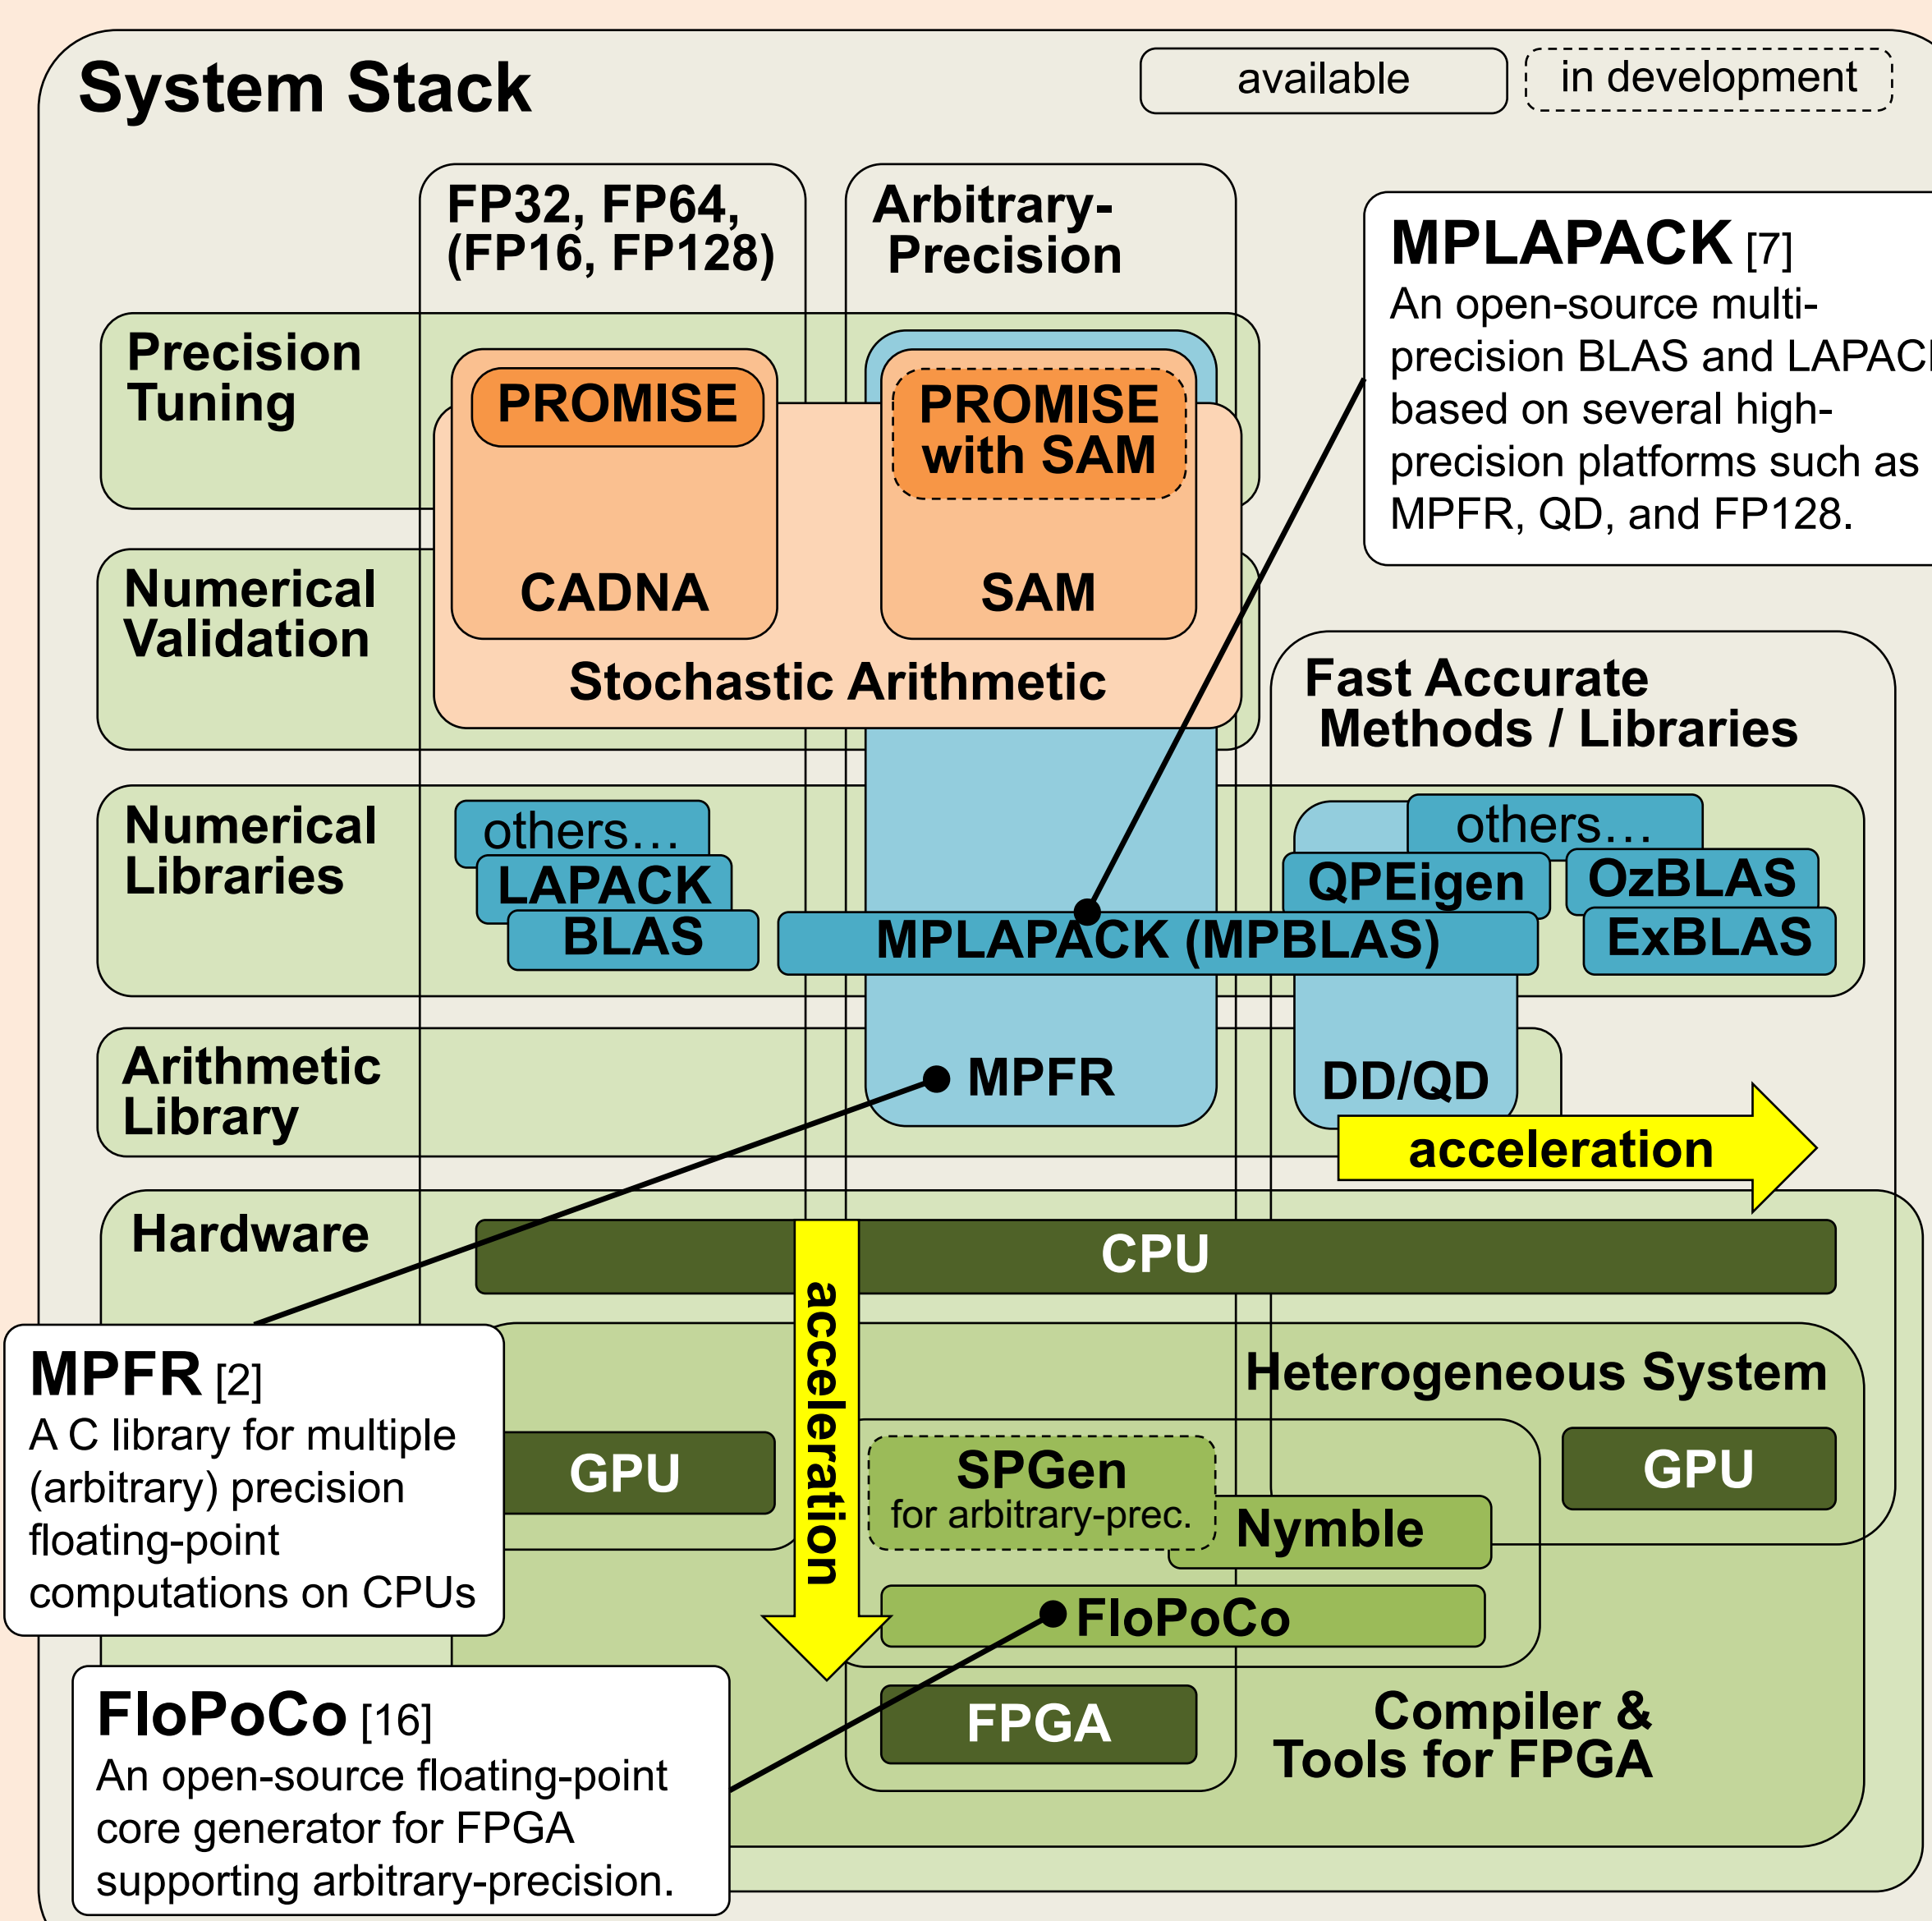 System Stack
available
in development
FP32, FP64,
(FP16, FP128)
Arbitrary-
Precision
MPLAPACK [7]
An open-source multi-
precision BLAS and LAPACK
based on several high-
precision platforms such as
MPFR, QD, and FP128.
Precision
Tuning
PROMISE
PROMISE
with SAM
Numerical
Validation
CADNA
SAM
Stochastic Arithmetic
Fast Accurate
Methods / Libraries
Numerical
Libraries
others…
LAPACK
BLAS
MPLAPACK (MPBLAS)
others…
QPEigen
OzBLAS
ExBLAS
Arithmetic
Library
MPFR
DD/QD
acceleration
Hardware
CPU
acceleration
MPFR [2]
A C library for multiple
(arbitrary) precision
floating-point
computations on CPUs
Heterogeneous System
GPU
SPGen
for arbitrary-prec.
Nymble
GPU
FloPoCo
FPGA
Compiler &
Tools for FPGA
FloPoCo [16]
An open-source floating-point
core generator for FPGA
supporting arbitrary-precision.